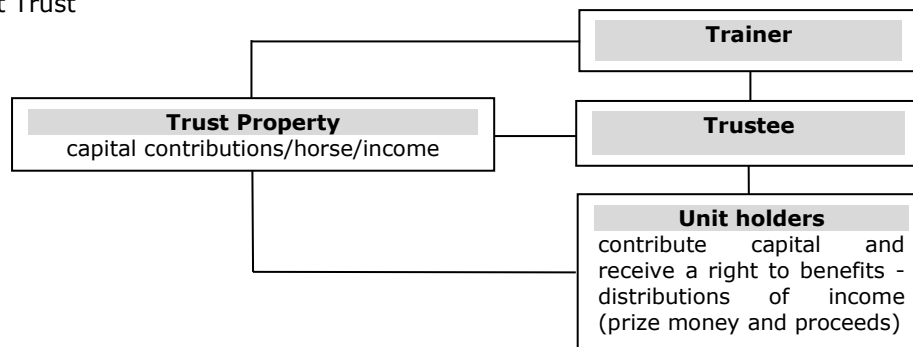 t Trust
Trainer
Trust Property
capital contributions/horse/income
Trustee
Unit holders
contribute capital and
receive a right to benefits -
distributions of income
(prize money and proceeds)